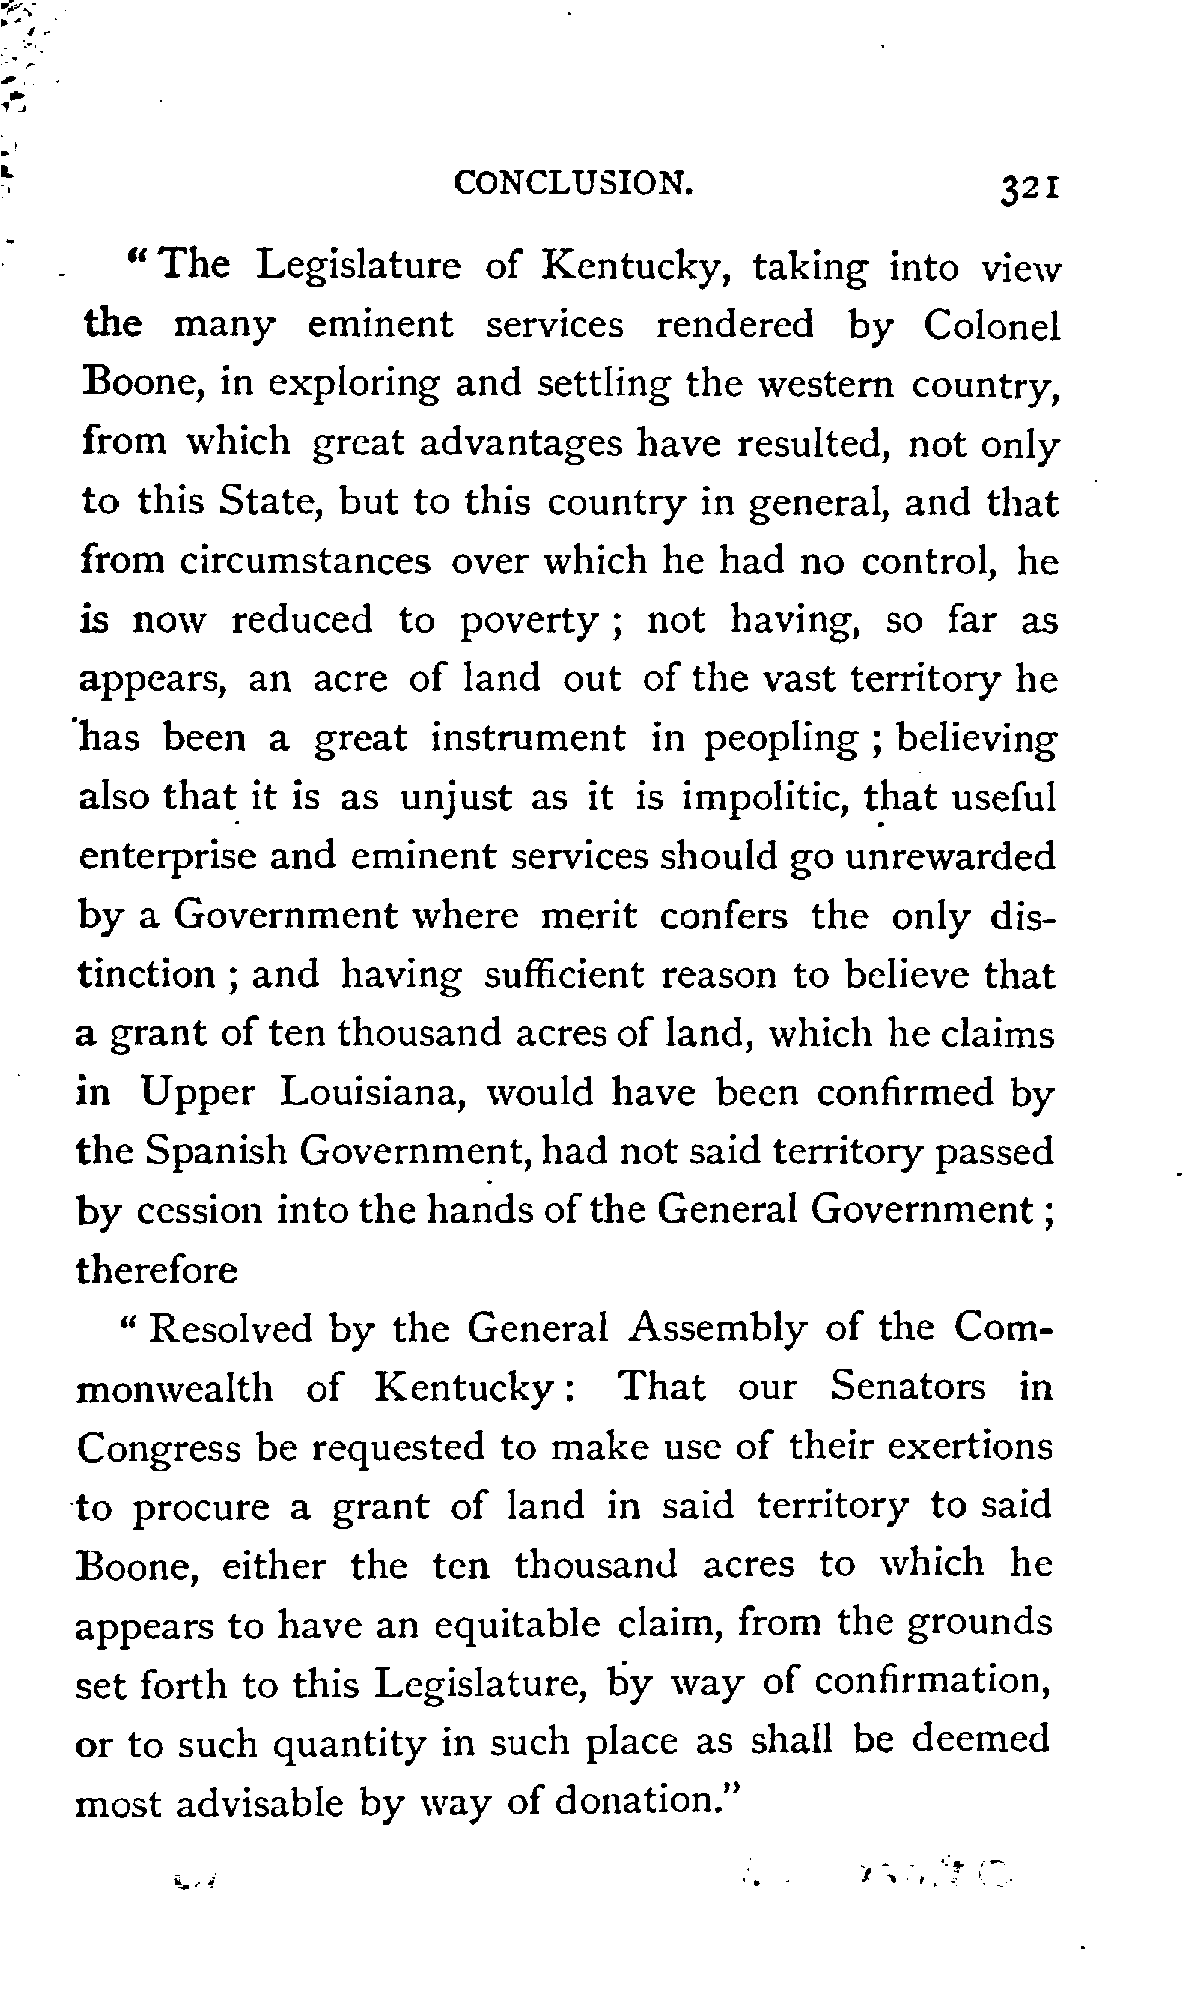 CONCLUSION. 321
" The Legislature of Kentucky, taking into view
the many eminent services rendered by Colonel
Boone, in exploring and settling the western country,
from which great advantages have resulted, not only
to this State, but to this country in general, and that
from circumstances over which he had no control, he
is now reduced to poverty ; not having, so far as
appears, an acre of land out of the vast territory he
has been a great instrument in peopling ; believing
also that it is as unjust as it is impolitic, that useful
enterprise and eminent services should go unrewarded
by a Government where merit confers the only dis-
tinction ; and having sufficient reason to believe that
a grant of ten thousand acres of land, which he claims
in Upper Louisiana, would have been confirmed by
the Spanish Government, had not said territory passed
by cession into the hands of the General Government ;
therefore
" Resolved by the General Assembly of the Com-
monwealth of Kentucky : That our Senators in
Congress be requested to make use of their exertions
to procure a grant of land in said territory to said
Boone, either the ten thousand acres to which he
appears to have an equitable claim, from the grounds
set forth to this Legislature, by way of confirmation,
or to such quantity in such place as shall be deemed
most advisable by way of donation."